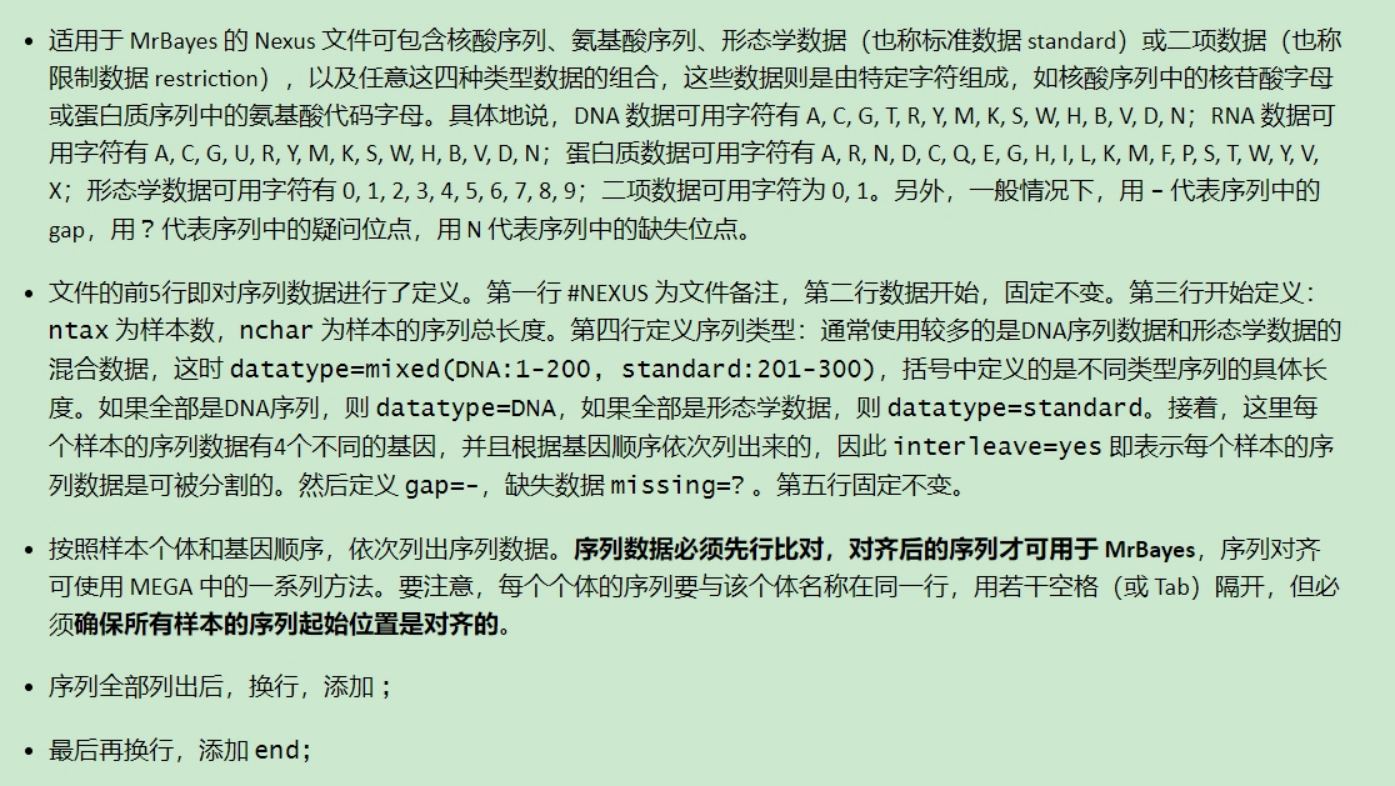 • 适用于 MrBayes 的 Nexus 文件可包含核酸序列、氨基酸序列、形态学数据（也称标准数据 standard）或二项数据（也称
限制数据 restriction），以及任意这四种类型数据的组合，这些数据则是由特定字符组成，如核酸序列中的核苷酸字母
或蛋白质序列中的氨基酸代码字母。具体地说，DNA 数据可用字符有 A, C, G, T, R, Y, M, K, S, W, H, B, V, D, N；RNA 数据可
用字符有 A, C, G, U, R, Y, M, K, S, W, H, B, V, D, N；蛋白质数据可用字符有 A, R, N, D, C, Q, E, G, H, I, L, K, M, F, P, S, T, W, Y, V,
X；形态学数据可用字符有 0, 1, 2, 3, 4, 5, 6, 7, 8, 9；二项数据可用字符为 0, 1。另外，一般情况下，用 - 代表序列中的
gap，用 ? 代表序列中的疑问位点，用 N 代表序列中的缺失位点。
• 文件的前5行即对序列数据进行了定义。第一行 #NEXUS 为文件备注，第二行数据开始，固定不变。第三行开始定义：
ntax 为样本数，nchar 为样本的序列总长度。第四行定义序列类型：通常使用较多的是DNA序列数据和形态学数据的
混合数据，这时 datatype=mixed(DNA:1-200, standard:201-300)，括号中定义的是不同类型序列的具体长
度。如果全部是DNA序列，则 datatype=DNA，如果全部是形态学数据，则 datatype=standard。接着，这里每
个样本的序列数据有4个不同的基因，并且根据基因顺序依次列出来的，因此 interleave=yes 即表示每个样本的序
列数据是可被分割的。然后定义 gap=-，缺失数据 missing=? 。第五行固定不变。
• 按照样本个体和基因顺序，依次列出序列数据。序列数据必须先行比对，对齐后的序列才可用于 MrBayes，序列对齐
可使用 MEGA 中的一系列方法。要注意，每个个体的序列要与该个体名称在同一行，用若干空格（或 Tab）隔开，但必
须确保所有样本的序列起始位置是对齐的。
• 序列全部列出后，换行，添加 ;
• 最后再换行，添加 end;